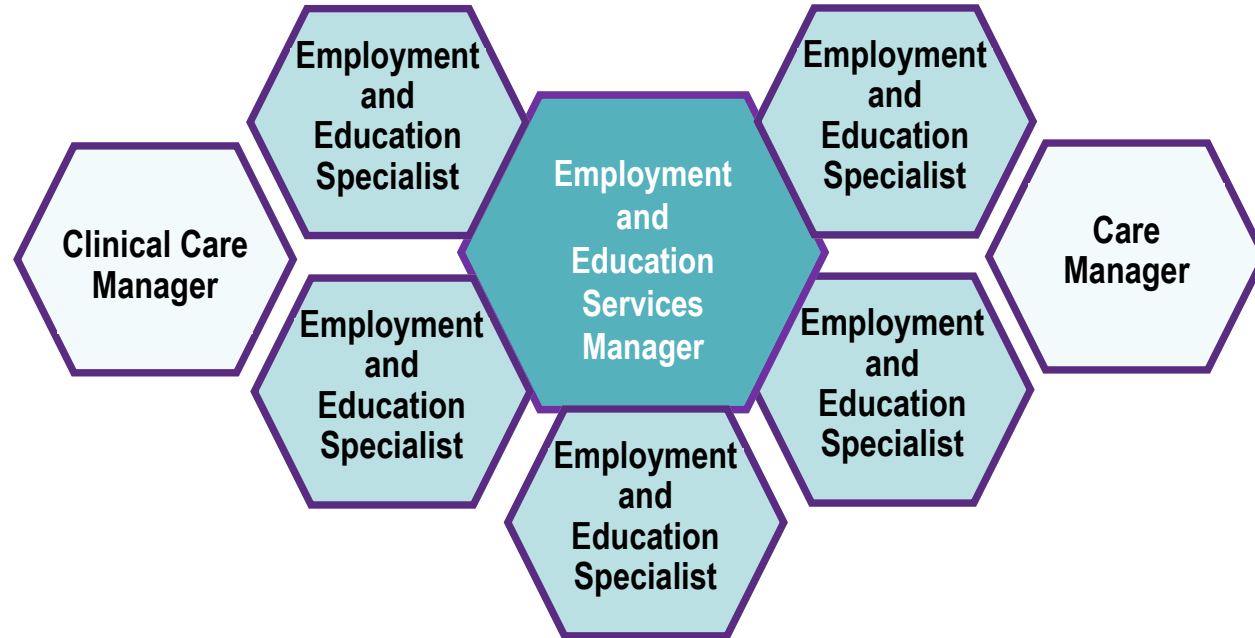 Employment
and
Education
Specialist
Employment
and
Education
Specialist
Clinical Care
Manager
Employment
and
Education
Services
Manager
Care
Manager
Employment
and
Education
Specialist
Employment
and
Education
Specialist
Employment
and
Education
Specialist